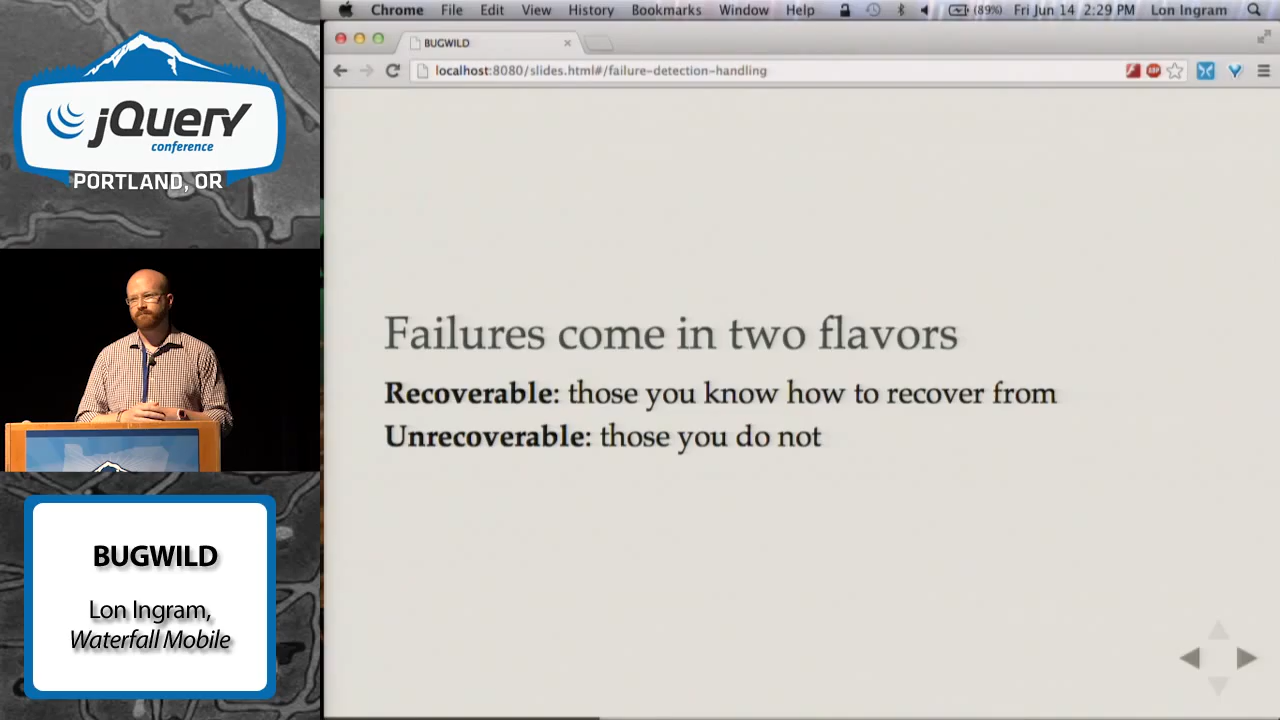 jQuery
conference
PORTLAND, OR
BUGWILD
Lon Ingram,
Waterfall Mobile
Chrome File Edit View History Bookmarks Window Help (89%) Fri Jun 14 2:29 PM Lon Ingram
BUGWILD
localhost:8080/slides.html#/failure-detection-handling
ABP
Failures come in two flavors
Recoverable: those you know how to recover from
Unrecoverable: those you do not